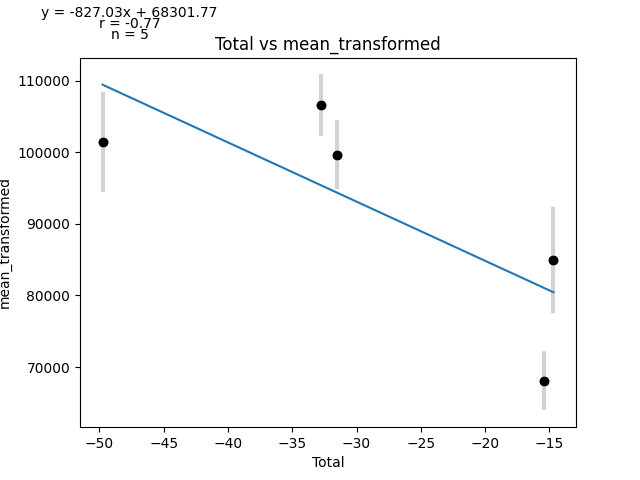 y = -827.03x + 68301.77
r = -0.77
n = 5
Total vs mean_transformed
110000
100000
90000
80000
70000
mean_transformed
−50
−45
−40
−35
−30
−25
−20
−15
Total